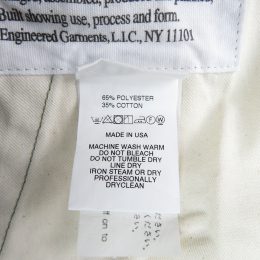 Built showing use, process and form.
Engineered Garments, L.I.C., NY 11101
65% POLYESTER
35% COTTON
MADE IN USA
MACHINE WASH WARM
DO NOT BLEACH
DO NOT TUMBLE DRY
LINE DRY
IRON STEAM OR DRY
PROFESSIONALLY
DRYCLEAN